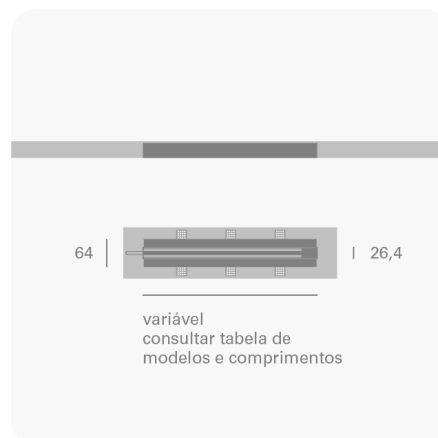 64
26,4
variável
consultar tabela de
modelos e comprimentos